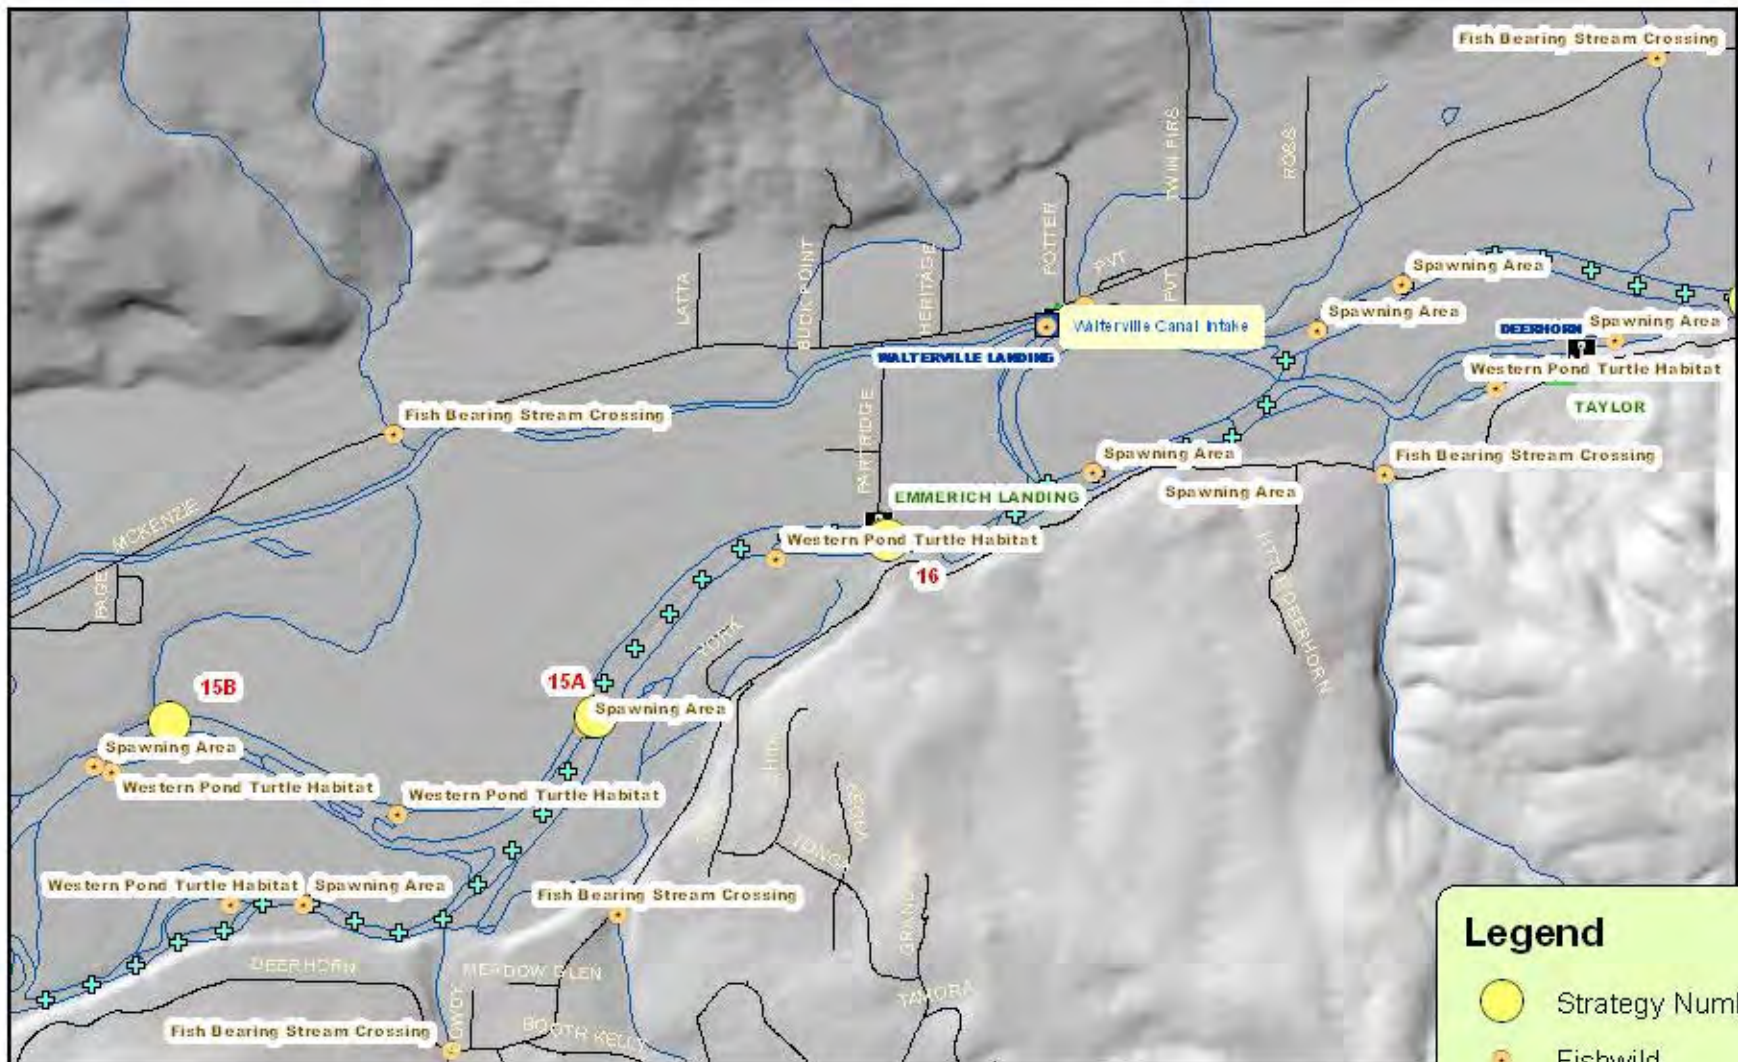 Fish Bearing Stream Crossing
TWIN FIRS
ROSS
POTTER
PVT
PVT
LATTA
BUCK POINT
HERITAGE
Spawning Area
Spawning Area
Walterville Canal Intake
DEERHORN
Spawning Area
WALTERVILLE LANDING
Western Pond Turtle Habitat
TAYLOR
Fish Bearing Stream Crossing
PARTRIDGE
Spawning Area
Fish Bearing Stream Crossing
EMMERICH LANDING
Spawning Area
MCKENZIE
Western Pond Turtle Habitat
16
PAGE
DEERHORN
YORK
15B
15A
Spawning Area
Spawning Area
Western Pond Turtle Habitat
Western Pond Turtle Habitat
TONGA
Western Pond Turtle Habitat
Spawning Area
Fish Bearing Stream Crossing
Legend
DEERHORN
MEADOW GLEN
TAMORA
Strategy Num
Fish Bearing Stream Crossing
BOOTH KELLY
Fishwild